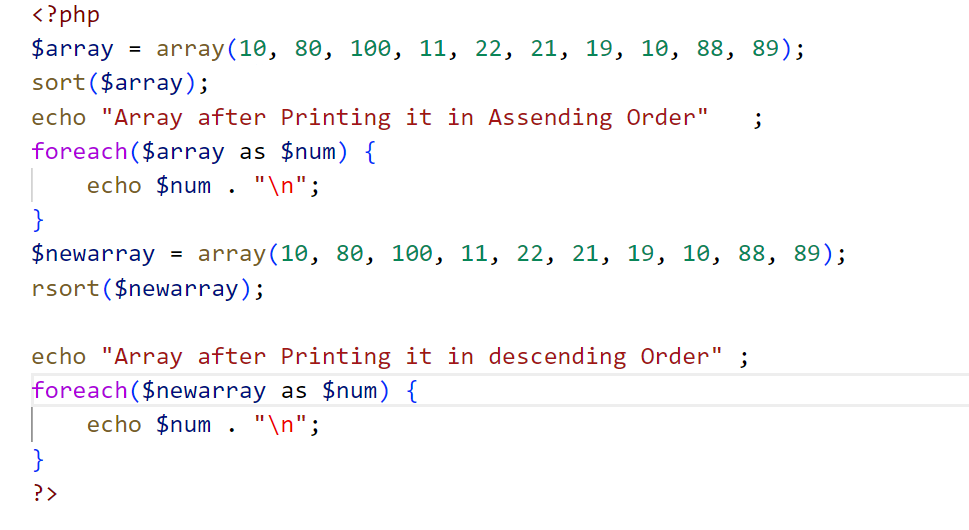 <?php
$array = array(10, 80, 100, 11, 22, 21, 19, 10, 88, 89);
sort($array);
echo "Array after Printing it in Assending Order"   ;
foreach($array as $num) {
    echo $num . "\n";
}
$newarray = array(10, 80, 100, 11, 22, 21, 19, 10, 88, 89);
rsort($newarray);

echo "Array after Printing it in descending Order" ;
foreach($newarray as $num) {
    echo $num . "\n";
}
?>